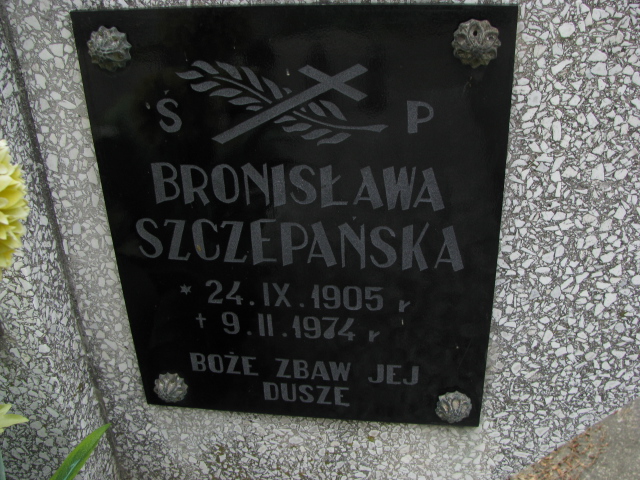 Ś P
BRONISŁAWA
SZCZEPAŃSKA
* 24.IX.1905 r
† 9.II.1974 r
BOŻE ZBAW JEJ
DUSZĘ